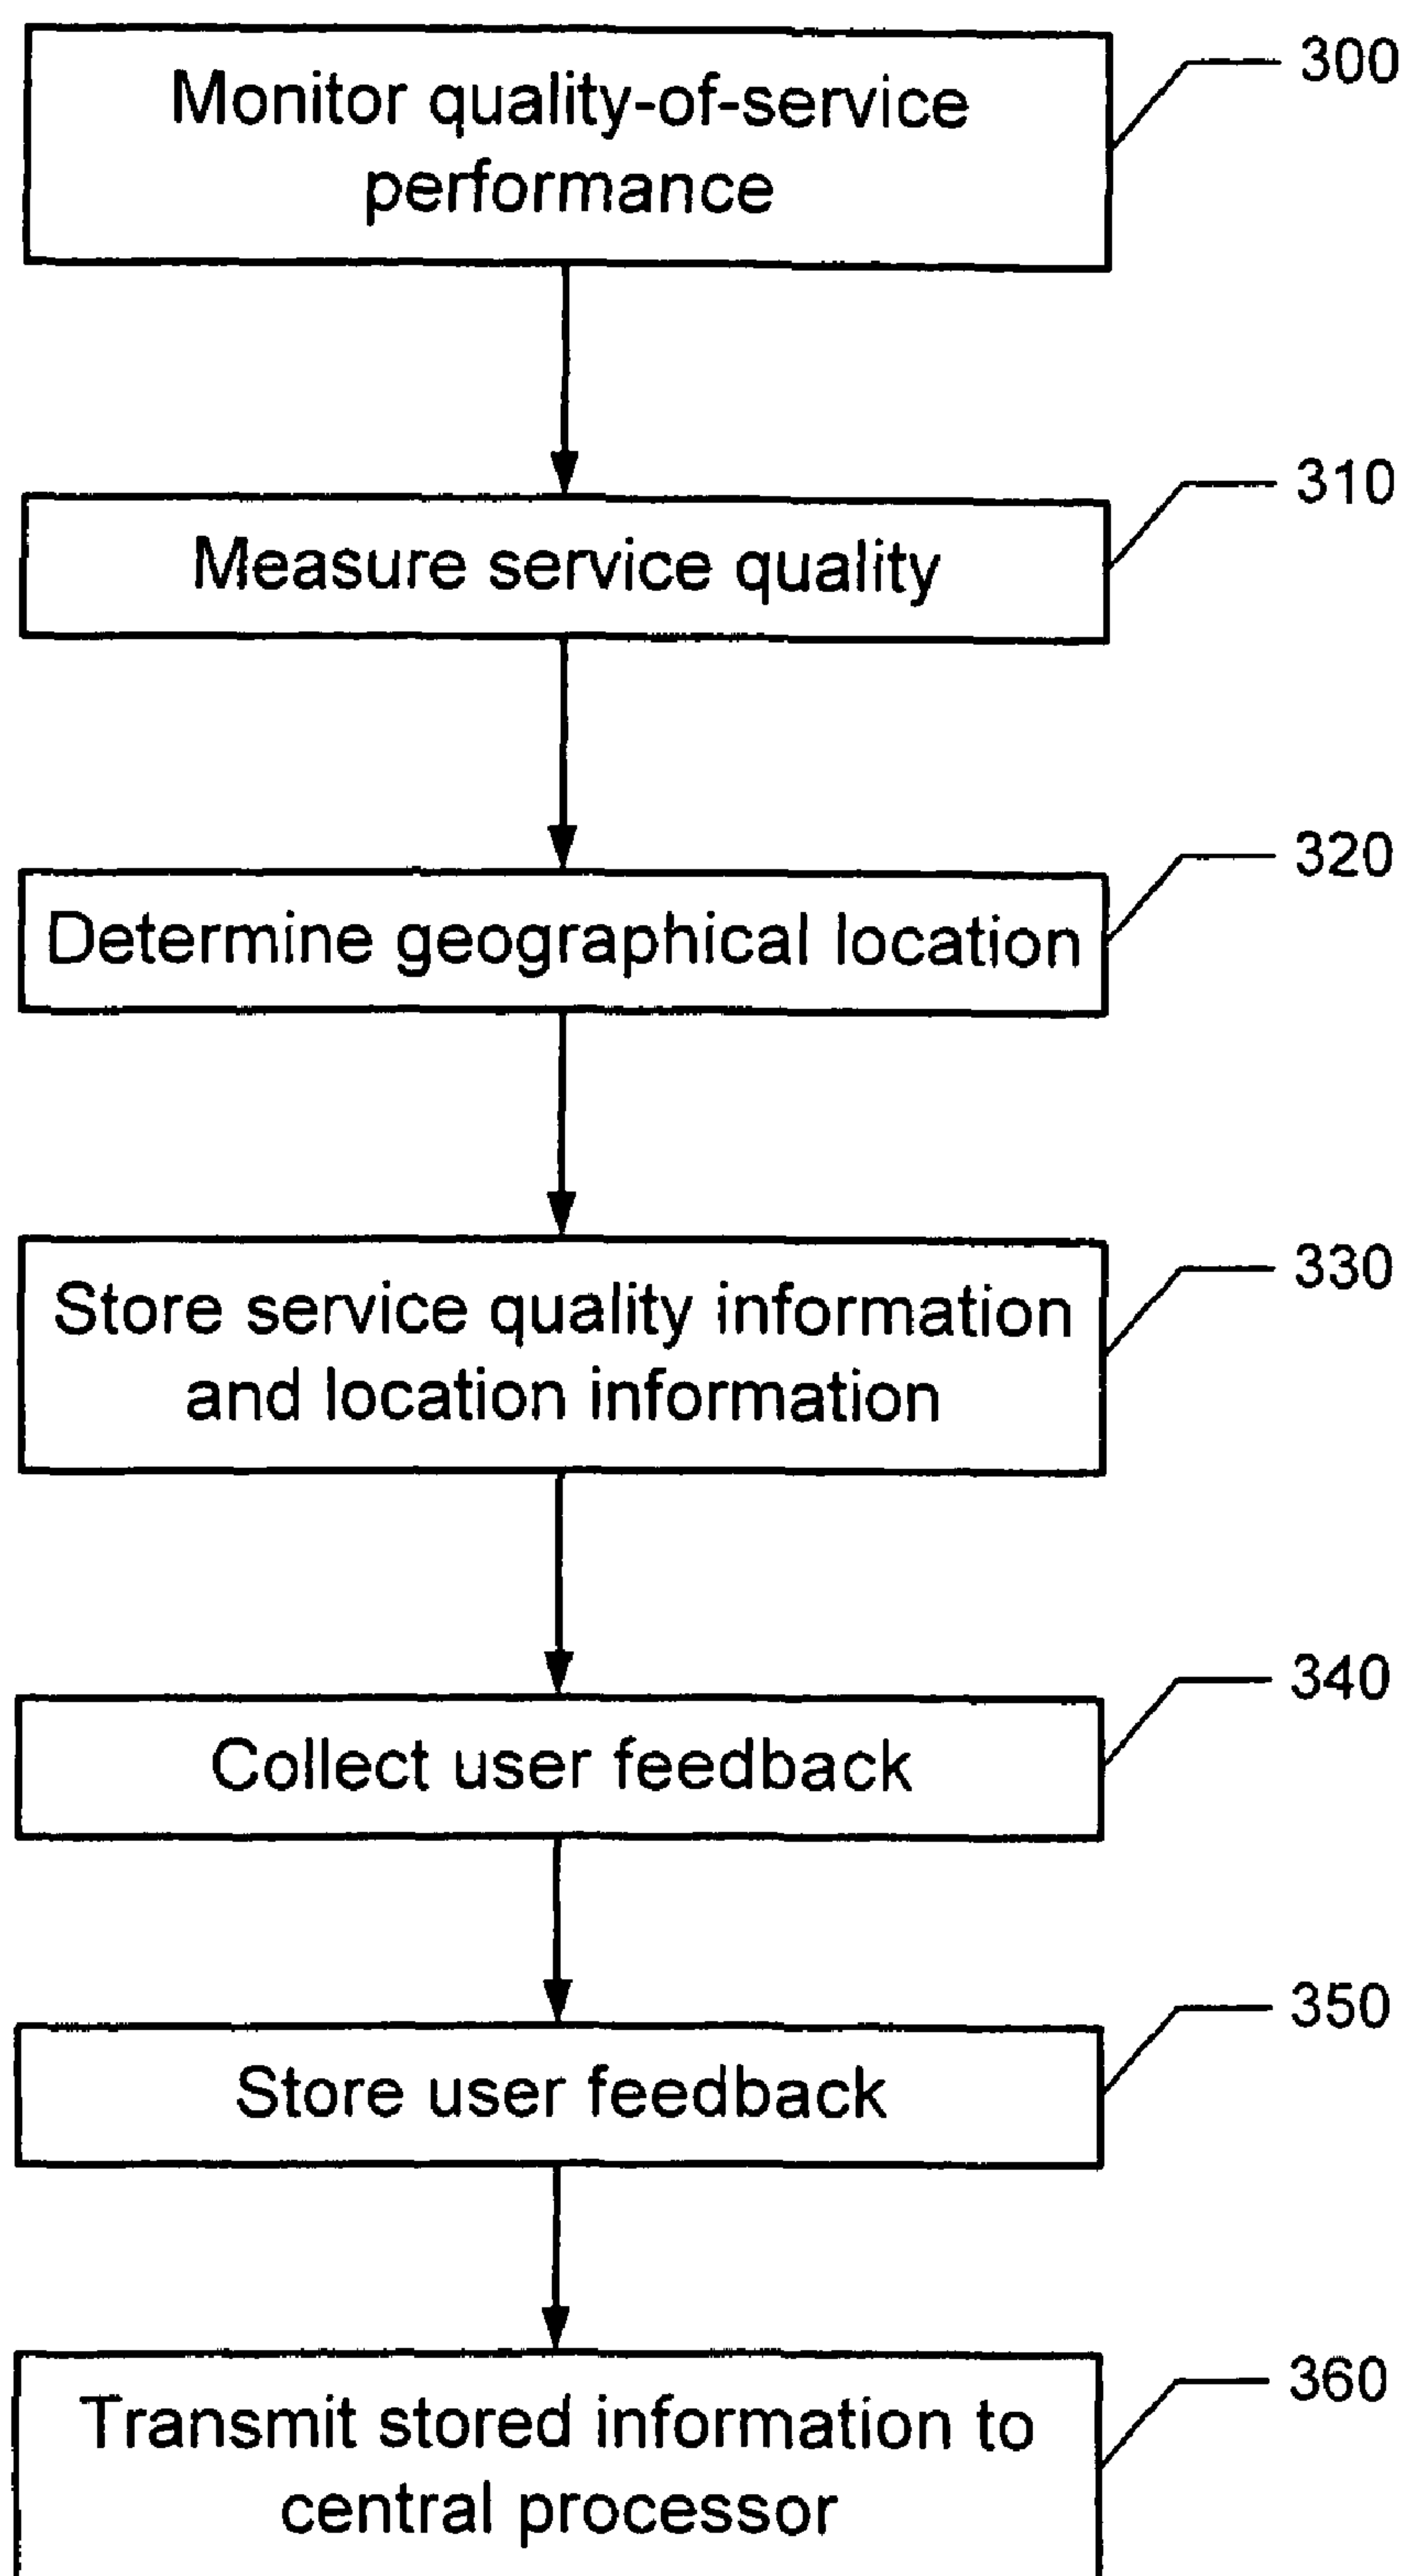 Monitor quality-of-service
performance
300
Measure service quality
310
Determine geographical location
320
Store service quality information
and location information
330
Collect user feedback
340
Store user feedback
350
Transmit stored information to
central processor
360